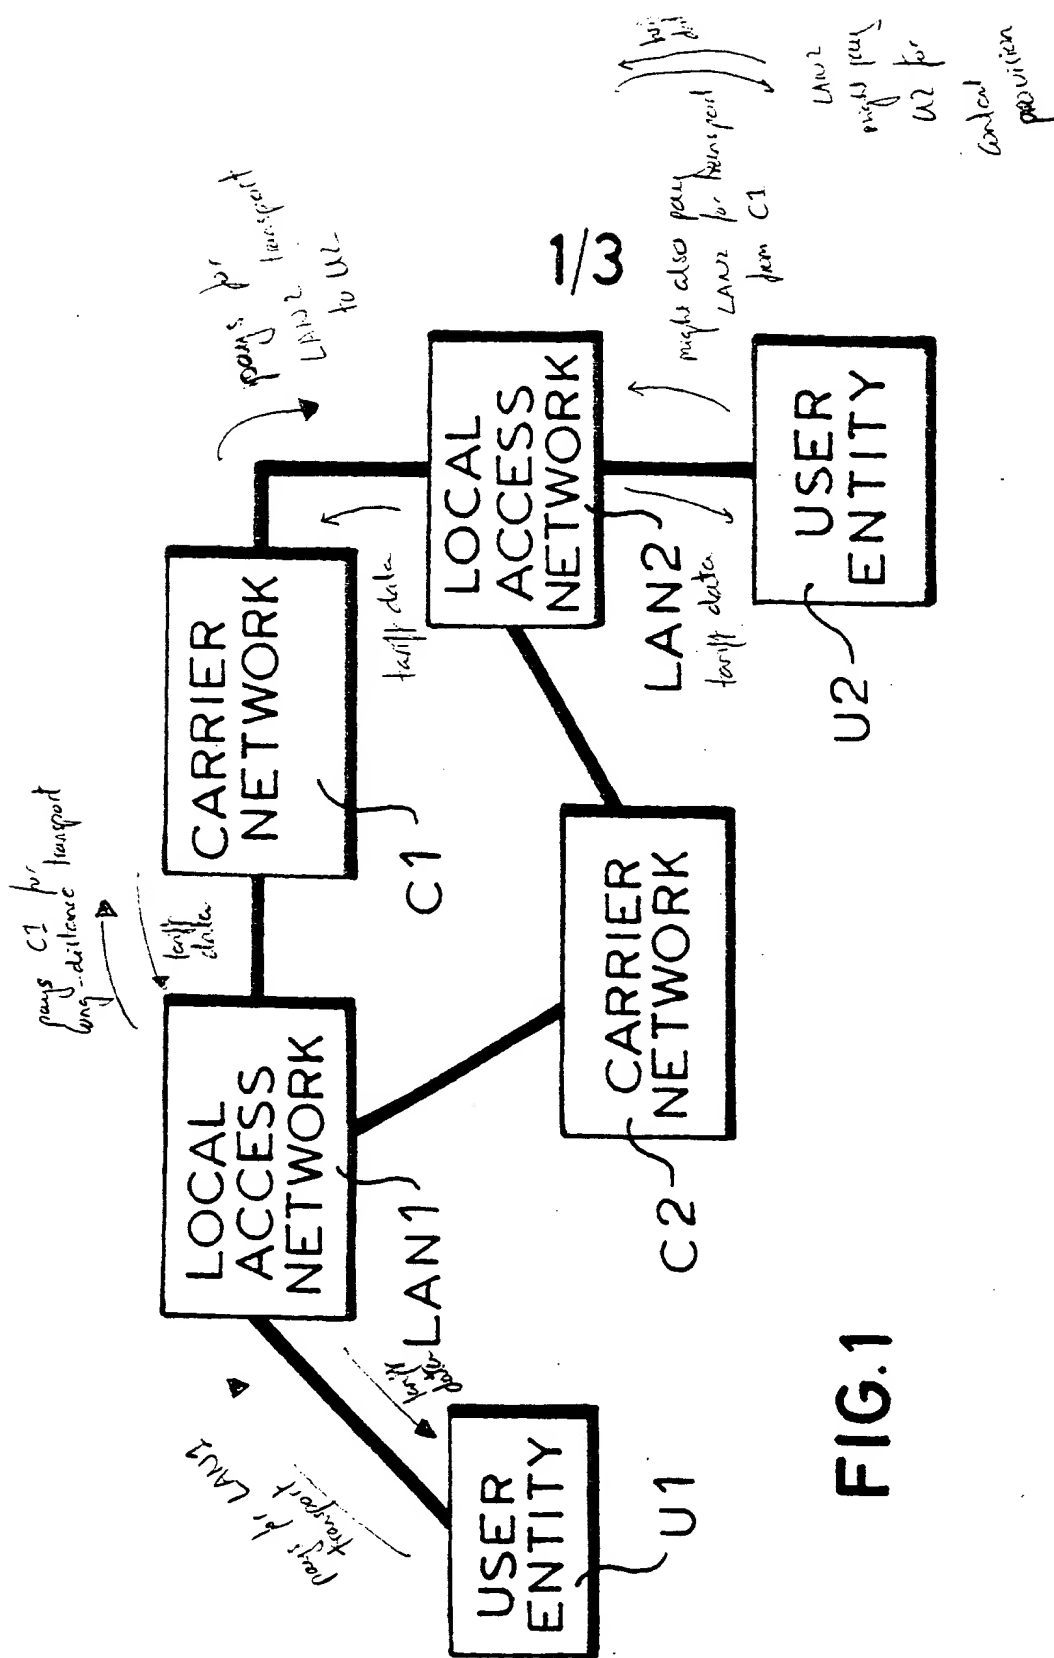 1/3
pays C1 for
long-distance transport
tariff
data
pays for
LAN2 transport
to U2
LOCAL
ACCESS
NETWORK
LAN1
CARRIER
NETWORK
C1
tariff data
pays for LAN1
transport
tariff
data
USER
ENTITY
U1
CARRIER
NETWORK
C2
LOCAL
ACCESS
NETWORK
LAN2
tariff data
might also pay
LAN2 for transport
from C1
USER
ENTITY
U2
LAN2
might pay
U2 for
content
provision
FIG.1